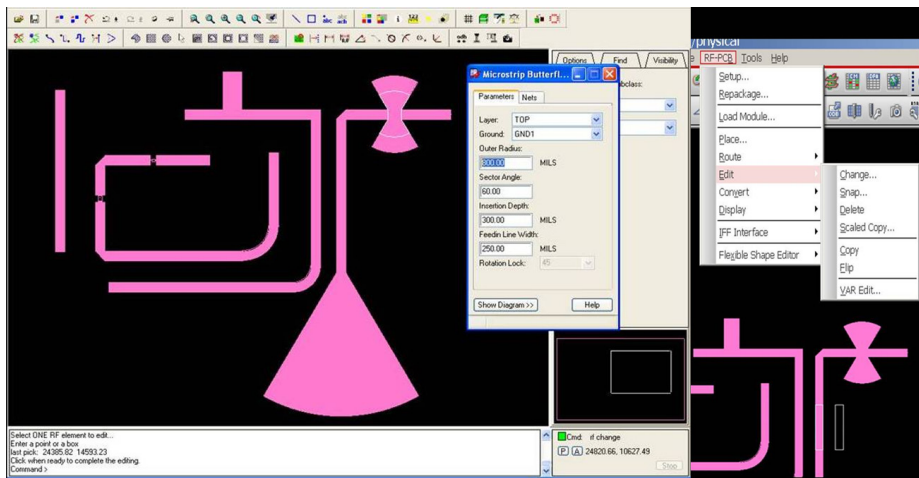 Options
Find
Visibility
Microstrip Butterfl...
Parameters
Nets
Layer: TOP
Ground: GND1
Outer Radius:
800.00 MILS
Sector Angle:
60.00
Insertion Depth:
300.00 MILS
Feedin Line Width:
250.00 MILS
Rotation Lock: 45
Show Diagram >>
Help
Select ONE RF element to edit...
Enter a point or a box
last pick: 24385.82 14593.23
Click when ready to complete the editing.
Command >
Cmd: rf change
P A 24820.66, 10627.49
Stop
/physical
RF-PCB Tools Help
Setup...
Repackage...
Load Module...
Place...
Route
Edit
Convert
Display
IFF Interface
Flexible Shape Editor
Change...
Snap...
Delete
Scaled Copy...
Copy
Flip
VAR Edit...